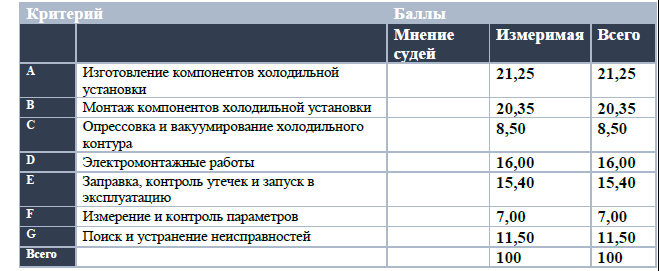 Критерий Баллы
Мнение судей Измеримая Всего
A Изготовление компонентов холодильной установки 21,25 21,25
B Монтаж компонентов холодильной установки 20,35 20,35
C Опрессовка и вакуумирование холодильного контура 8,50 8,50
D Электромонтажные работы 16,00 16,00
E Заправка, контроль утечек и запуск в эксплуатацию 15,40 15,40
F Измерение и контроль параметров 7,00 7,00
G Поиск и устранение неисправностей 11,50 11,50
Всего 100 100